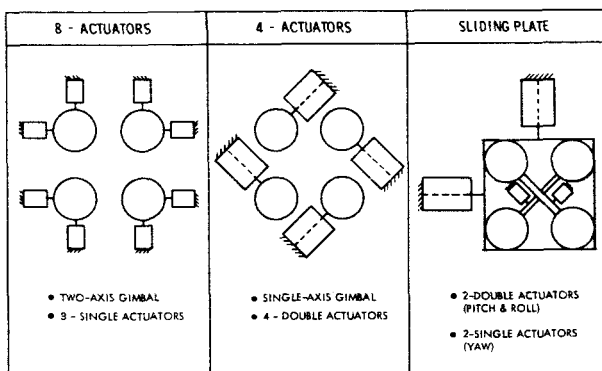 8 - ACTUATORS
4 - ACTUATORS
SLIDING PLATE
• TWO-AXIS GIMBAL
• 3 - SINGLE ACTUATORS
• SINGLE-AXIS GIMBAL
• 4 - DOUBLE ACTUATORS
• 2-DOUBLE ACTUATORS
(PITCH & ROLL)
• 2-SINGLE ACTUATORS
(YAW)